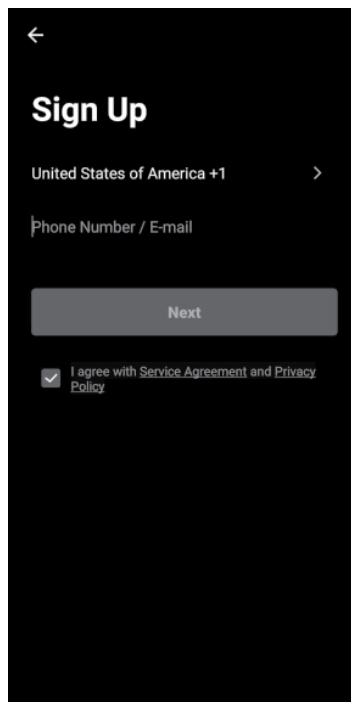 Sign Up
United States of America +1
Phone Number / E-mail
Next
I agree with Service Agreement and Privacy
Policy